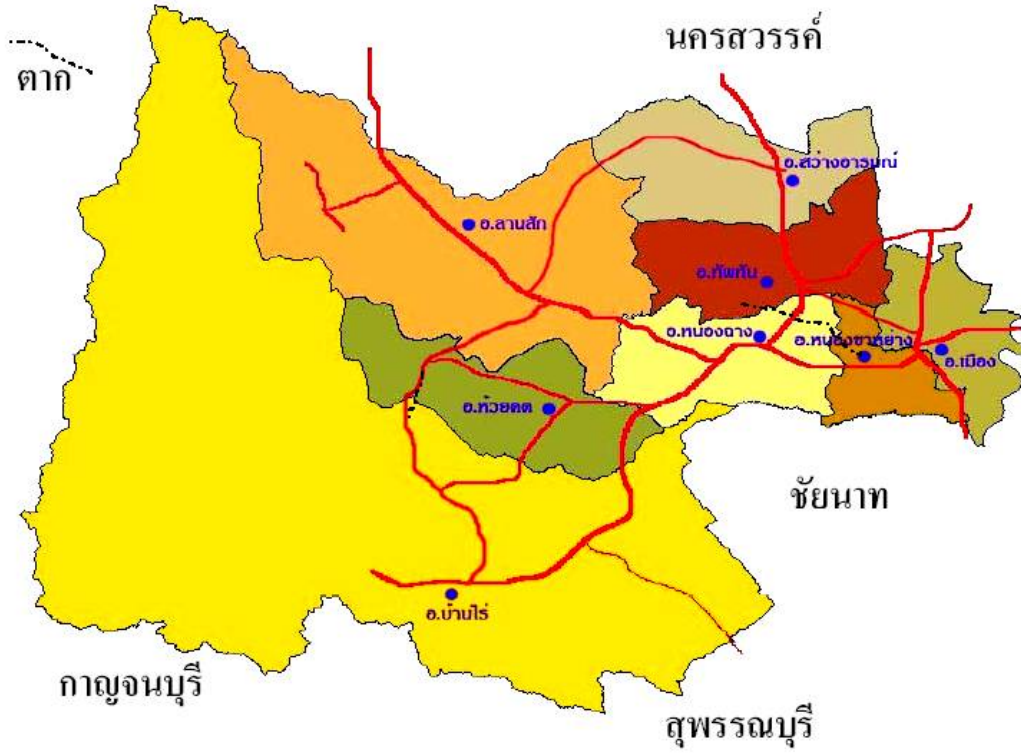 นครสวรรค์
ตาก
อ.สว่างอารมณ์
อ.ลานสัก
อ.ทัพทัน
อ.หนองฉาง
อ.หนองขาหย่าง
อ.เมือง
อ.ห้วยคต
ชัยนาท
อ.บ้านไร่
กาญจนบุรี
สุพรรณบุรี